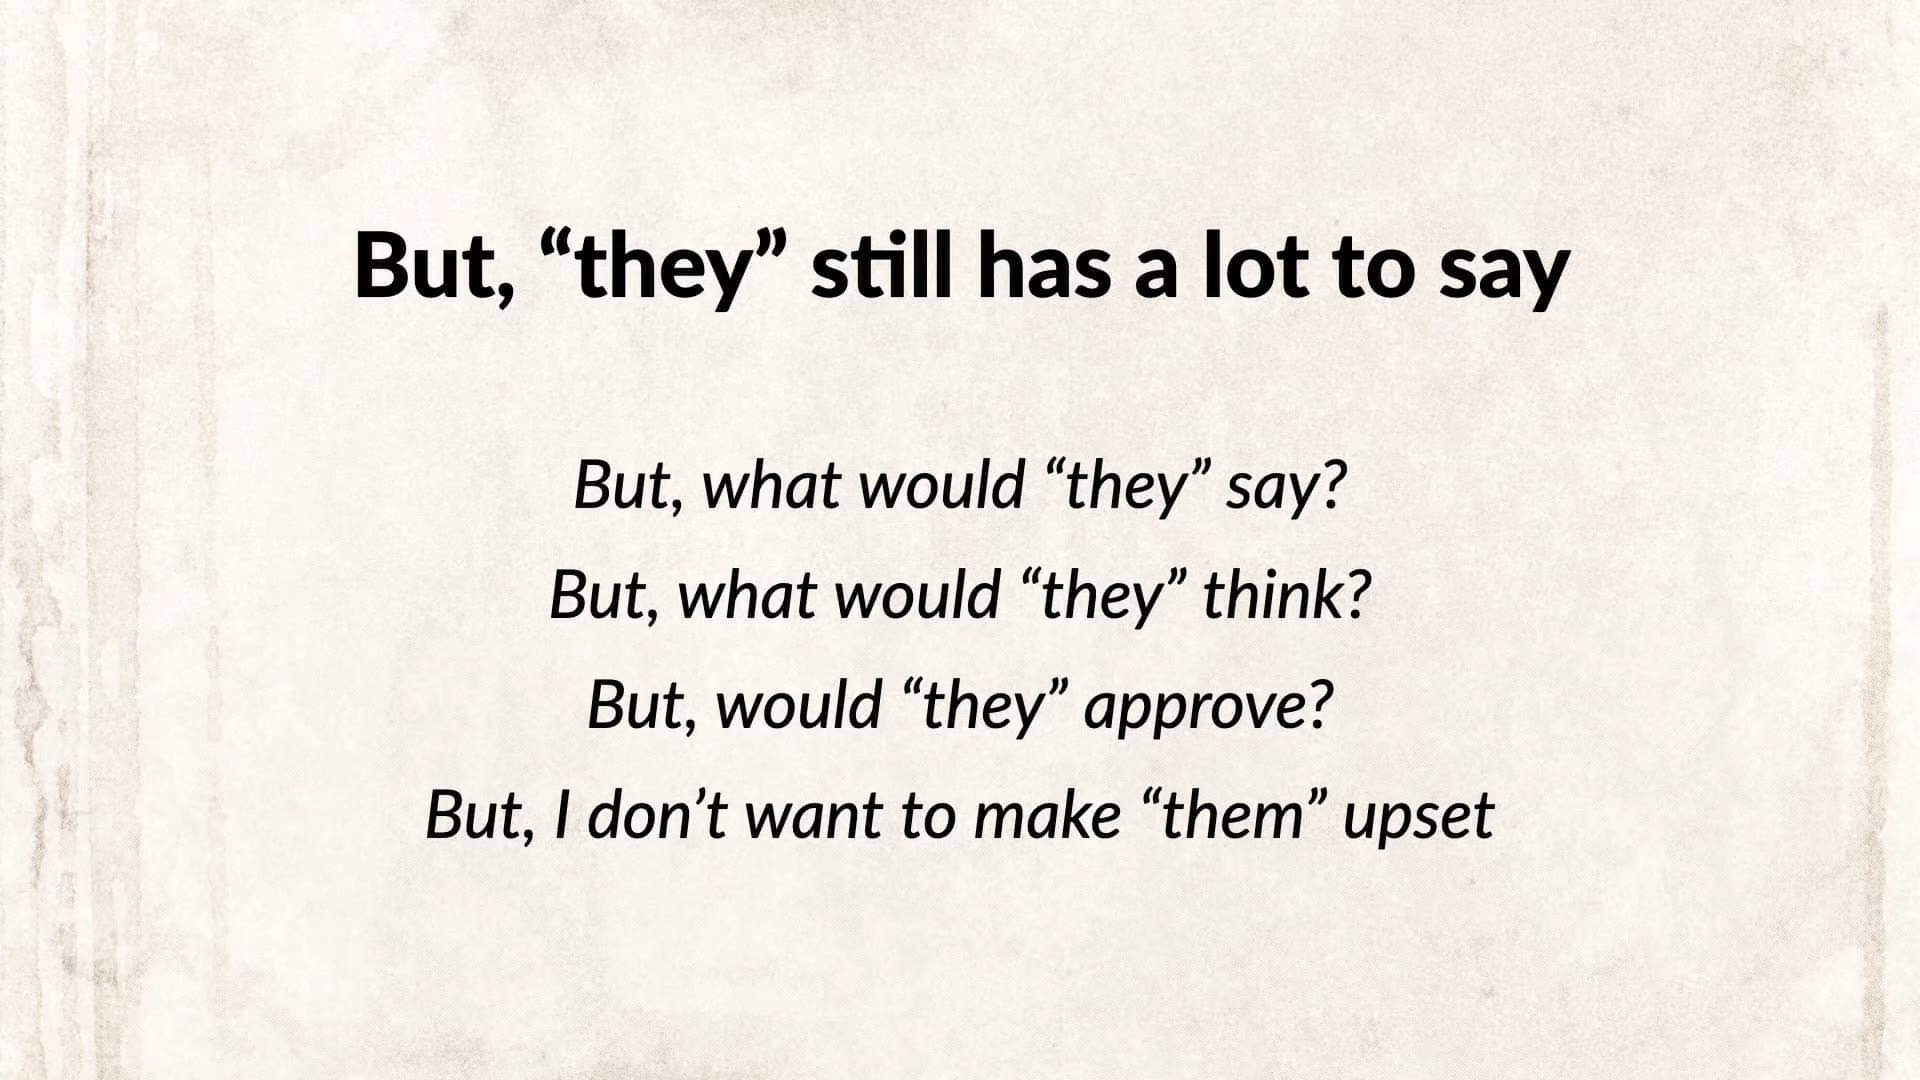 But, “they” still has a lot to say
But, what would “they” say?
But, what would “they” think?
But, would “they” approve?
But, I don’t want to make “them” upset